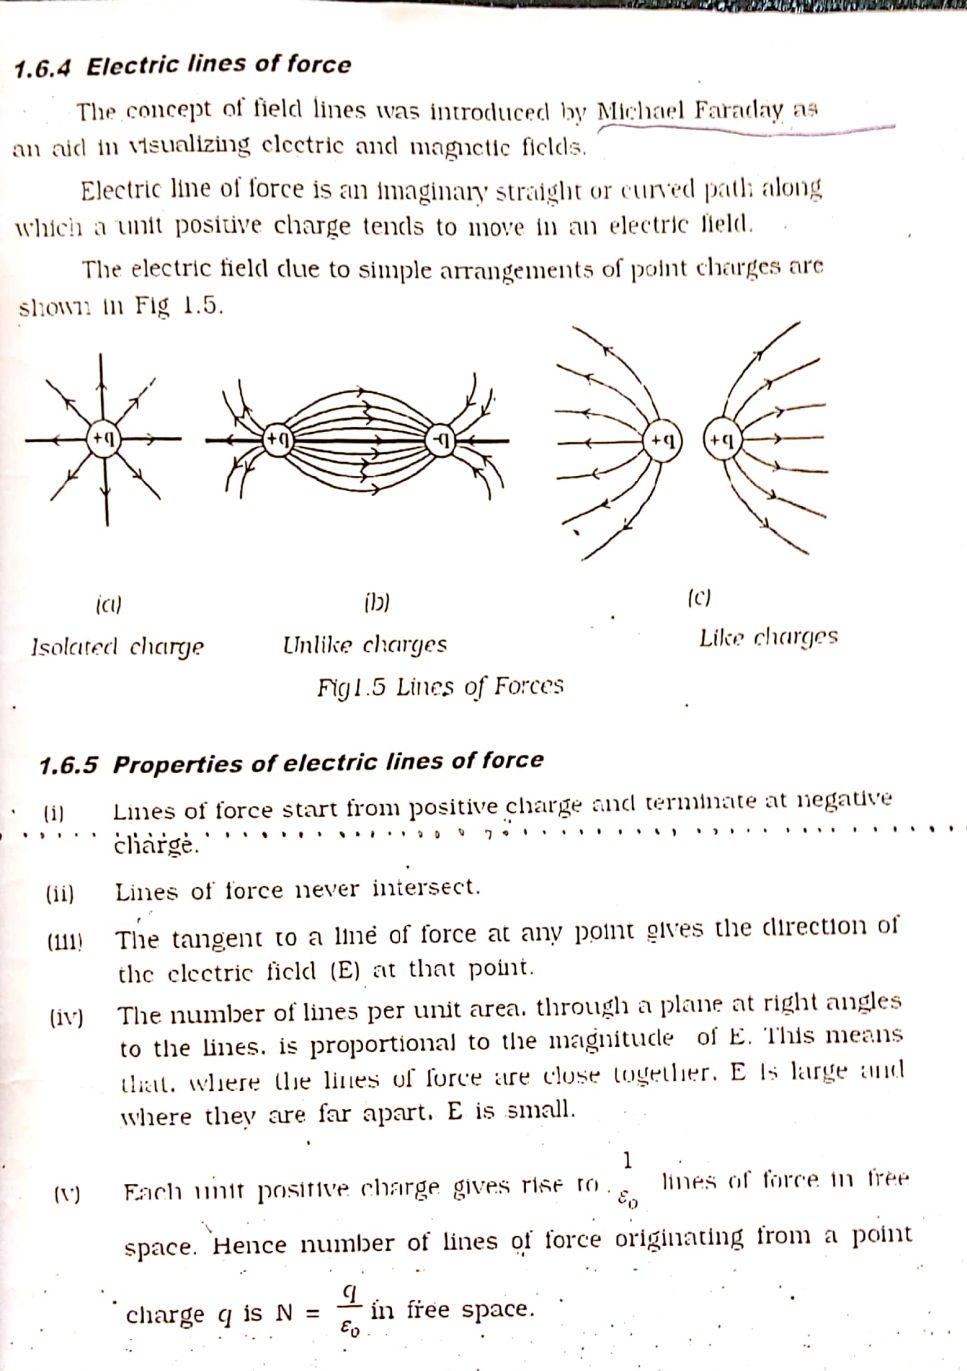 1.6.4 Electric lines of force
The concept of field lines was introduced by Michael Faraday as
an aid in visualizing electric and magnetic fields.
Electric line of force is an imaginary straight or curved path along
which a unit positive charge tends to move in an electric field.
The electric field due to simple arrangements of point charges are
shown in Fig 1.5.
+q +q -q +q +q
(a) (b) (c)
Isolated charge Unlike charges Like charges
Fig1.5 Lines of Forces
1.6.5 Properties of electric lines of force
(i) Lines of force start from positive charge and terminate at negative
charge.
(ii) Lines of force never intersect.
(iii) The tangent to a line of force at any point gives the direction of
the electric field (E) at that point.
(iv) The number of lines per unit area, through a plane at right angles
to the lines, is proportional to the magnitude of E. This means
that, where the lines of force are close together, E is large and
where they are far apart, E is small.
(v) Each unit positive charge gives rise to 1/ε₀ lines of force in free
space. Hence number of lines of force originating from a point
charge q is N = q/ε₀ in free space.